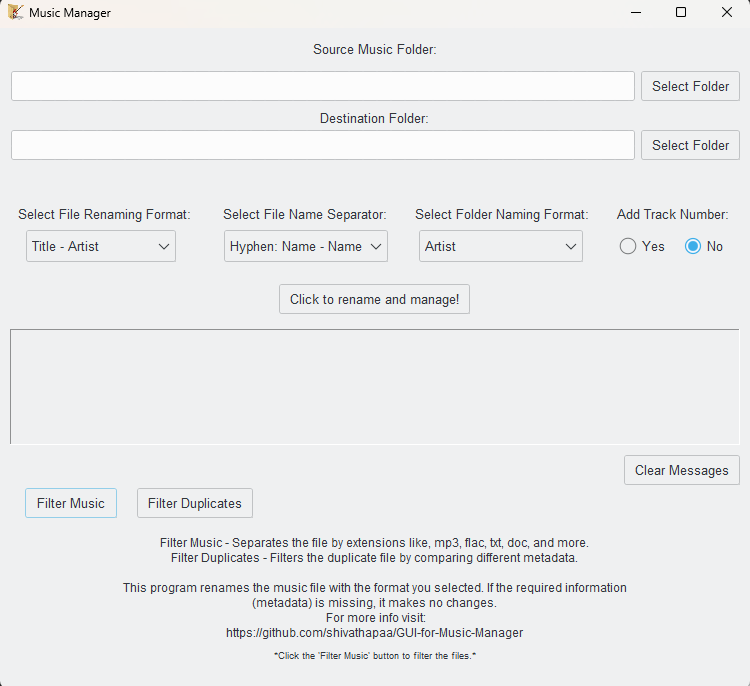 Music Manager
Source Music Folder:
Select Folder
Destination Folder:
Select Folder
Select File Renaming Format: Select File Name Separator: Select Folder Naming Format: Add Track Number:
Title - Artist Hyphen: Name - Name Artist Yes No
Click to rename and manage!
Clear Messages
Filter Music Filter Duplicates
Filter Music - Separates the file by extensions like, mp3, flac, txt, doc, and more.
Filter Duplicates - Filters the duplicate file by comparing different metadata.
This program renames the music file with the format you selected. If the required information
(metadata) is missing, it makes no changes.
For more info visit:
https://github.com/shivathapaa/GUI-for-Music-Manager
*Click the 'Filter Music' button to filter the files.*